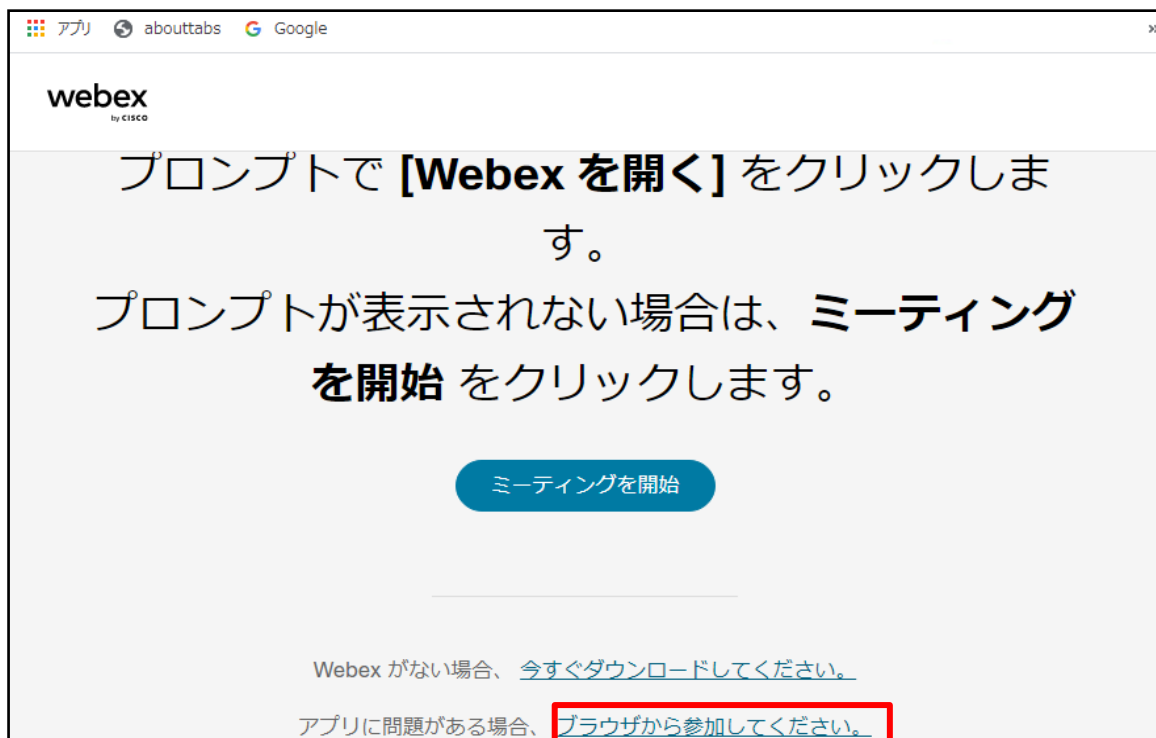 アプリ abouttabs Google »
webex
by CISCO
プロンプトで [Webex を開く] をクリックしま
す。
プロンプトが表示されない場合は、ミーティング
を開始 をクリックします。
ミーティングを開始
Webex がない場合、 今すぐダウンロードしてください。
アプリに問題がある場合、 ブラウザから参加してください。